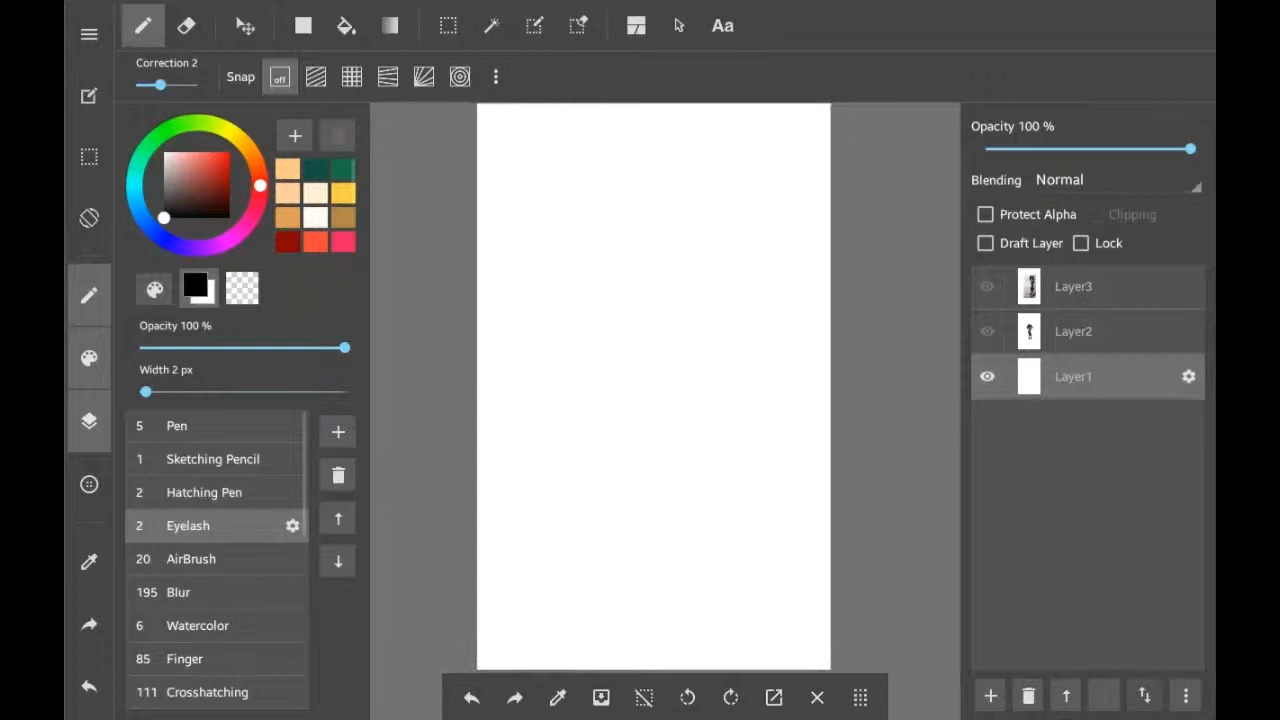 Aa
Correction 2
Snap
off
Opacity 100 %
Blending Normal
Protect Alpha
Clipping
Draft Layer
Lock
Layer3
Layer2
Layer1
Opacity 100 %
Width 2 px
5 Pen
1 Sketching Pencil
2 Hatching Pen
2 Eyelash
20 AirBrush
195 Blur
6 Watercolor
85 Finger
111 Crosshatching